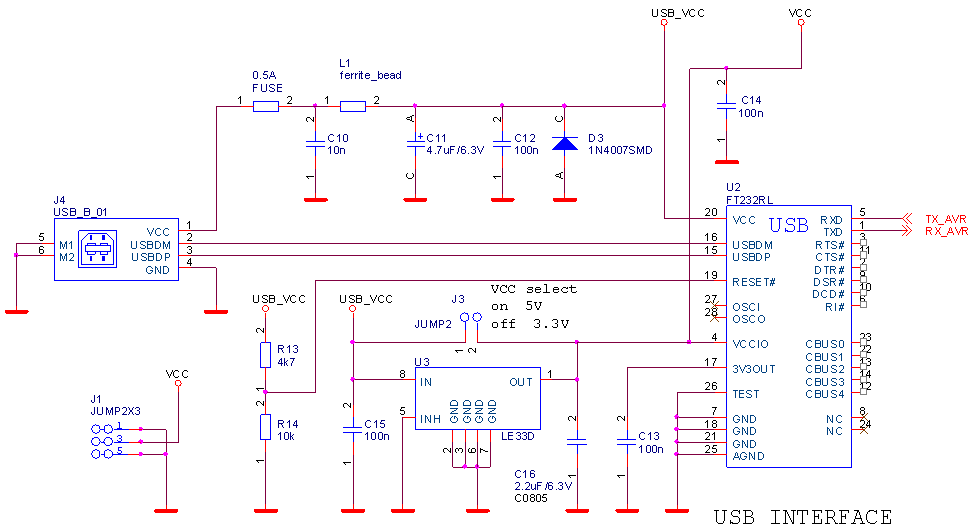 USB_VCC
VCC
0.5A
FUSE
1
2
L1
ferrite_bead
1
2
2
C10
10n
1
A
+
C11
4.7uF/6.3V
C
2
C12
100n
1
C
D3
1N4007SMD
A
2
C14
100n
1
J4
USB_B_01
VCC
1
5
M1
USBDM
2
6
M2
USBDP
3
GND
4
U2
FT232RL
USB
20
VCC
RXD
5
TX_AVR
TXD
1
RX_AVR
16
USBDM
RTS#
3
15
USBDP
CTS#
11
DTR#
2
19
RESET#
DSR#
9
DCD#
10
27
OSCI
RI#
6
28
OSCO
4
VCCIO
CBUS0
23
CBUS1
22
17
3V3OUT
CBUS2
13
CBUS3
14
26
TEST
CBUS4
12
7
GND
NC
8
18
GND
NC
24
21
GND
25
AGND
USB_VCC
2
R13
4k7
1
2
R14
10k
1
USB_VCC
J3
JUMP2
1
2
VCC select
on 5V
off 3.3V
U3
8
IN
OUT
1
5
INH
GND
GND
GND
GND
LE33D
2
3
6
7
2
C15
100n
1
2
C16
2.2uF/6.3V
C0805
1
2
C13
100n
1
VCC
J1
JUMP2X3
1
3
5
USB INTERFACE